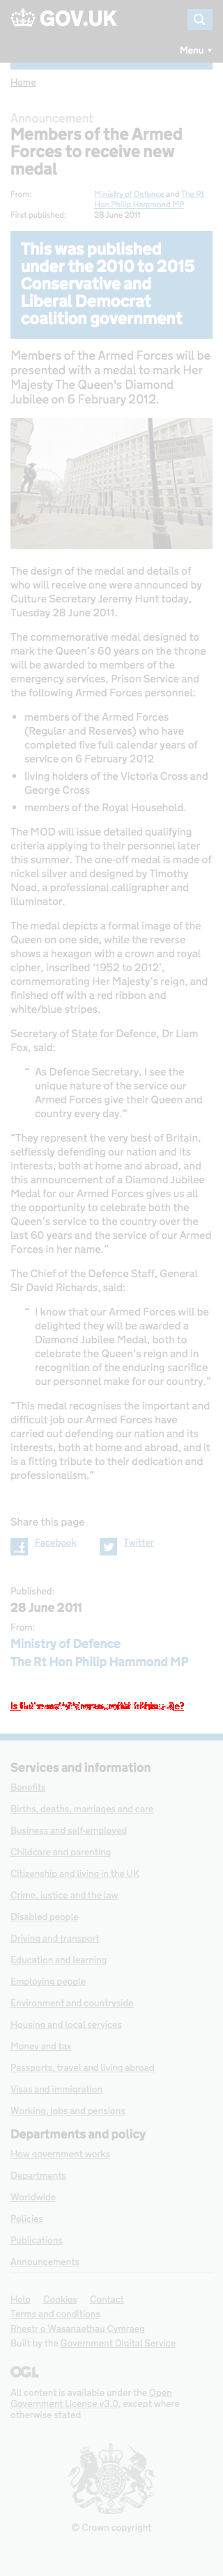 GOV.UK
Menu ▼
Home
Announcement
Members of the Armed
Forces to receive new
medal
From: Ministry of Defence and The Rt
Hon Philip Hammond MP
First published: 28 June 2011
This was published
under the 2010 to 2015
Conservative and
Liberal Democrat
coalition government
Members of the Armed Forces will be
presented with a medal to mark Her
Majesty The Queen's Diamond
Jubilee on 6 February 2012.
The design of the medal and details of
who will receive one were announced by
Culture Secretary Jeremy Hunt today,
Tuesday 28 June 2011.
The commemorative medal designed to
mark the Queen's 60 years on the throne
will be awarded to members of the
emergency services, Prison Service and
the following Armed Forces personnel:
• members of the Armed Forces
(Regular and Reserves) who have
completed five full calendar years of
service on 6 February 2012
• living holders of the Victoria Cross and
George Cross
• members of the Royal Household.
The MOD will issue detailed qualifying
criteria applying to their personnel later
this summer. The one-off medal is made of
nickel silver and designed by Timothy
Noad, a professional calligrapher and
illuminator.
The medal depicts a formal image of the
Queen on one side, while the reverse
shows a hexagon with a crown and royal
cipher, inscribed '1952 to 2012',
commemorating Her Majesty's reign, and
finished off with a red ribbon and
white/blue stripes.
Secretary of State for Defence, Dr Liam
Fox, said:
" As Defence Secretary, I see the
unique nature of the service our
Armed Forces give their Queen and
country every day."
"They represent the very best of Britain,
selflessly defending our nation and its
interests, both at home and abroad, and
this announcement of a Diamond Jubilee
Medal for our Armed Forces gives us all
the opportunity to celebrate both the
Queen's service to the country over the
last 60 years and the service of our Armed
Forces in her name."
The Chief of the Defence Staff, General
Sir David Richards, said:
" I know that our Armed Forces will be
delighted they will be awarded a
Diamond Jubilee Medal, both to
celebrate the Queen's reign and in
recognition of the enduring sacrifice
our personnel make for our country."
"This medal recognises the important and
difficult job our Armed Forces have
carried out defending our nation and its
interests, both at home and abroad, and
is a fitting tribute to their dedication and
professionalism."
Share this page
Facebook Twitter
Published:
28 June 2011
From:
Ministry of Defence
The Rt Hon Philip Hammond MP
Services and information
Benefits
Births, deaths, marriages and care
Business and self-employed
Childcare and parenting
Citizenship and living in the UK
Crime, justice and the law
Disabled people
Driving and transport
Education and learning
Employing people
Environment and countryside
Housing and local services
Money and tax
Passports, travel and living abroad
Visas and immigration
Working, jobs and pensions
Departments and policy
How government works
Departments
Worldwide
Policies
Publications
Announcements
Help Cookies Contact
Terms and conditions
Rhestr o Wasanaethau Cymraeg
Built by the Government Digital Service
OGL
All content is available under the Open
Government Licence v3.0, except where
otherwise stated
© Crown copyright